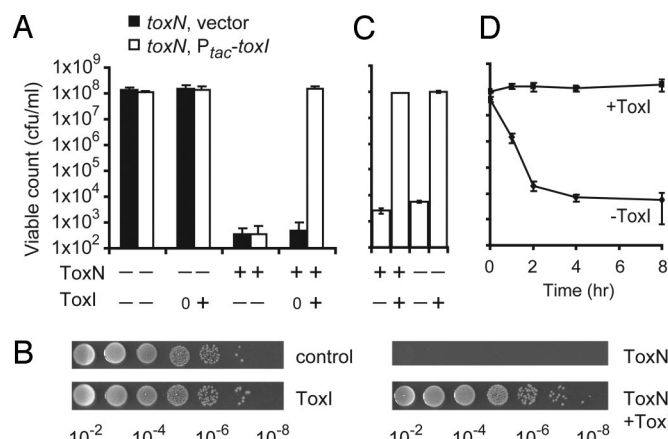 A
toxN, vector
toxN, Ptac-toxI
Viable count (cfu/ml)
1x10⁹
1x10⁸
1x10⁷
1x10⁶
1x10⁵
1x10⁴
1x10³
1x10²
ToxN — — — — + + + +
ToxI — — 0 + — — 0 +
C
+ + — —
— + — +
D
+ToxI
-ToxI
0 2 4 8
Time (hr)
B
control
ToxI
10⁻² 10⁻⁴ 10⁻⁶ 10⁻⁸
ToxN
ToxN
+Tox
10⁻² 10⁻⁴ 10⁻⁶ 10⁻⁸